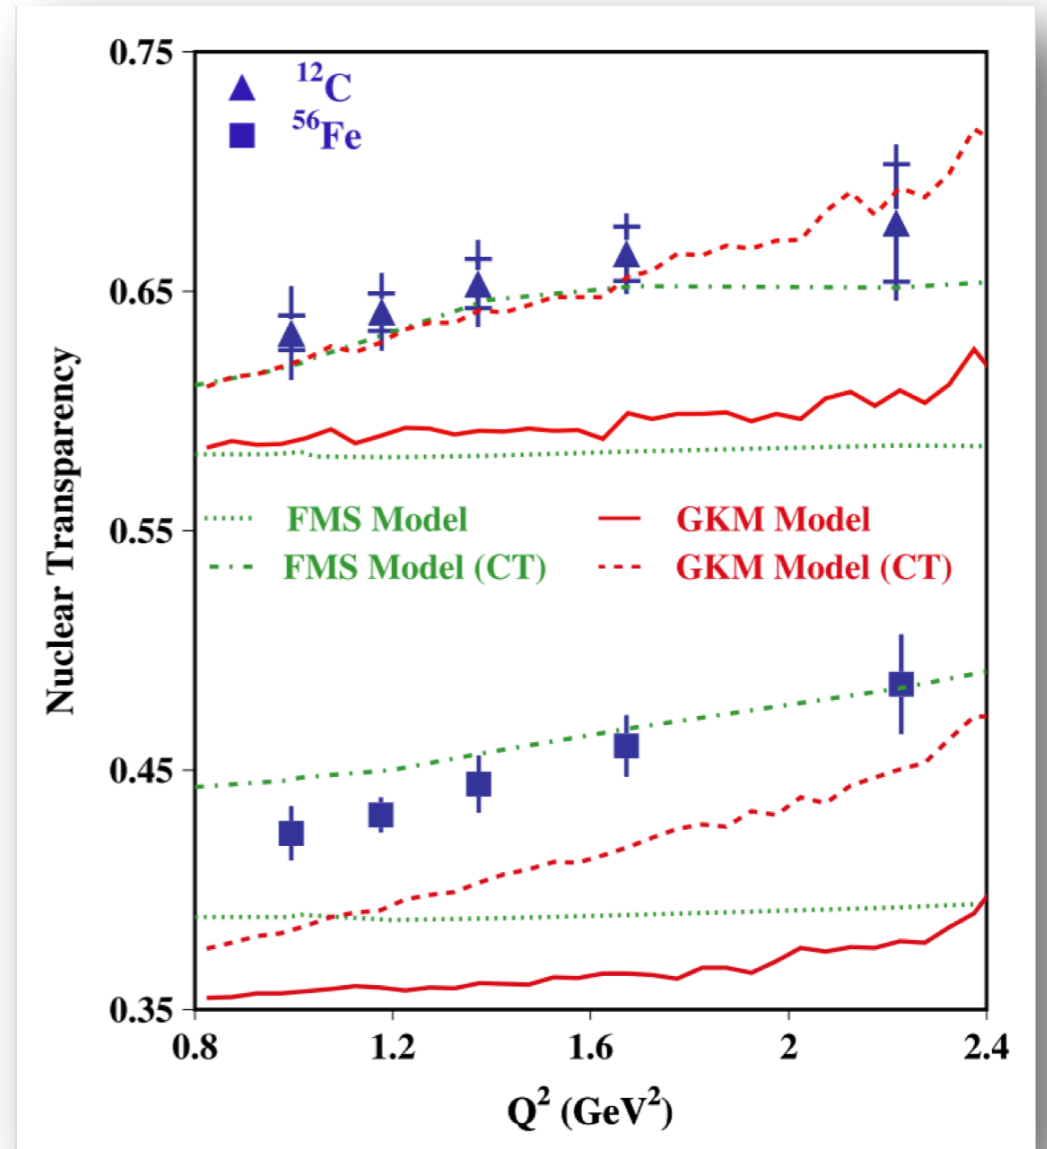 0.75
¹²C
⁵⁶Fe
0.65
FMS Model
GKM Model
0.55
FMS Model (CT)
GKM Model (CT)
Nuclear Transparency
0.45
0.35
0.8 1.2 1.6 2 2.4
Q² (GeV²)